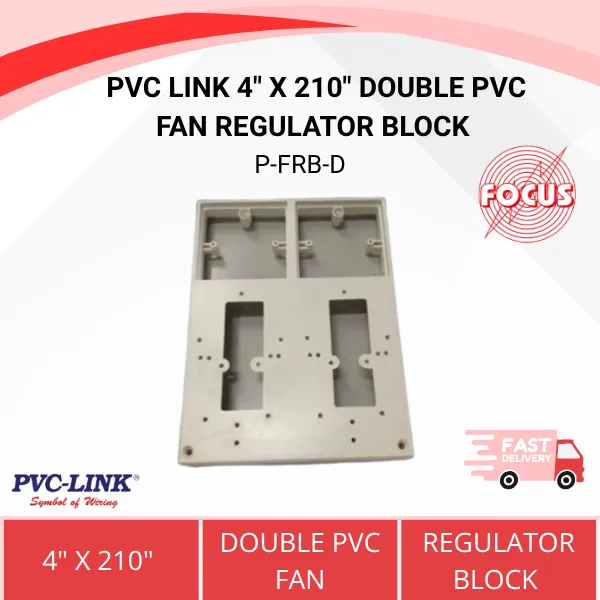 PVC LINK 4" X 210" DOUBLE PVC
FAN REGULATOR BLOCK
P-FRB-D
FOCUS
FAST
DELIVERY
PVC-LINK®
Symbol of Wiring
4" X 210"
DOUBLE PVC
FAN
REGULATOR
BLOCK